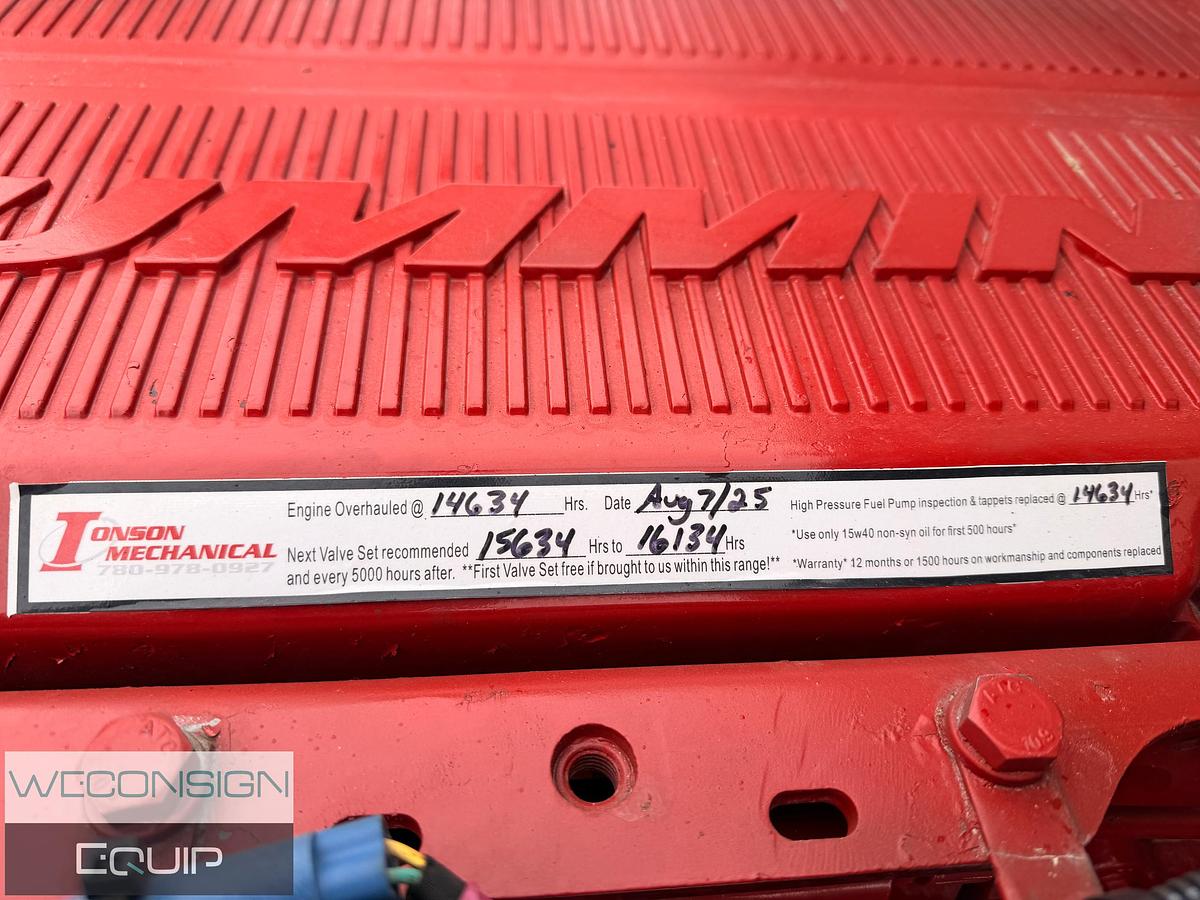 UMMIN
Engine Overhauled @ 14634 Hrs. Date Aug 7/25
High Pressure Fuel Pump inspection & tappets replaced @ 14634 Hrs*
TONSON
MECHANICAL
780-978-0927
*Use only 15w40 non-syn oil for first 500 hours*
Next Valve Set recommended 15634 Hrs to 16134 Hrs
and every 5000 hours after. **First Valve Set free if brought to us within this range!**
*Warranty* 12 months or 1500 hours on workmanship and components replaced
10.9
WECONSIGN
EQUIP